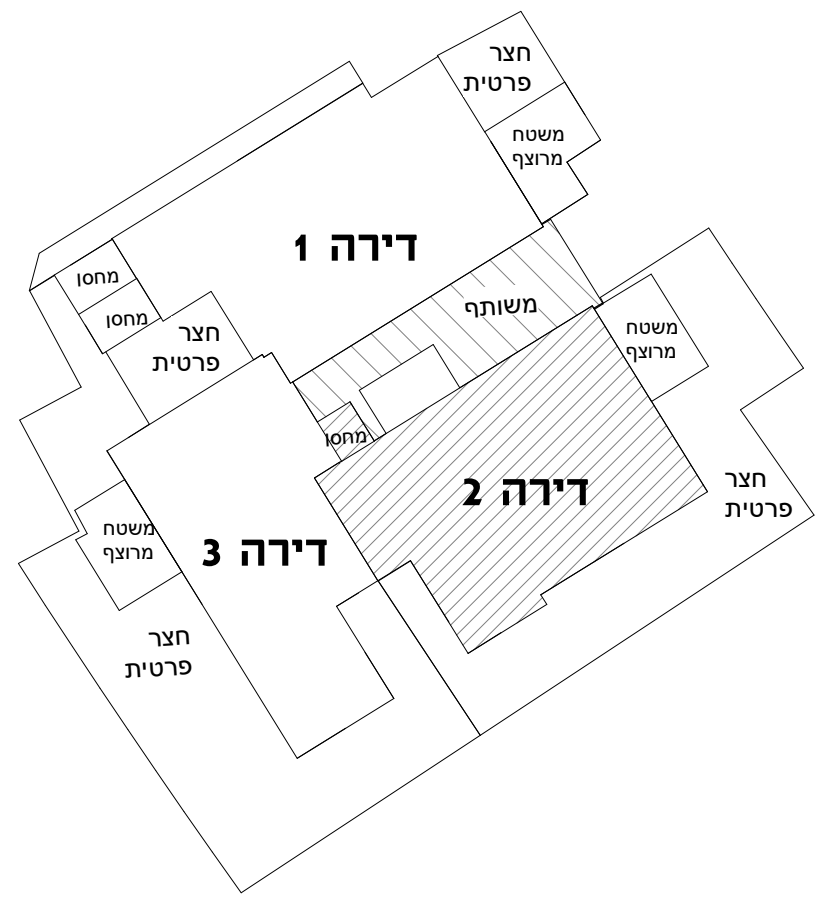 חצר
פרטית
משטח
מרוצף
דירה 1
מחסן
מחסן
חצר
פרטית
משותף
משטח
מרוצף
מחסן
דירה 2
חצר
פרטית
משטח
מרוצף
דירה 3
חצר
פרטית